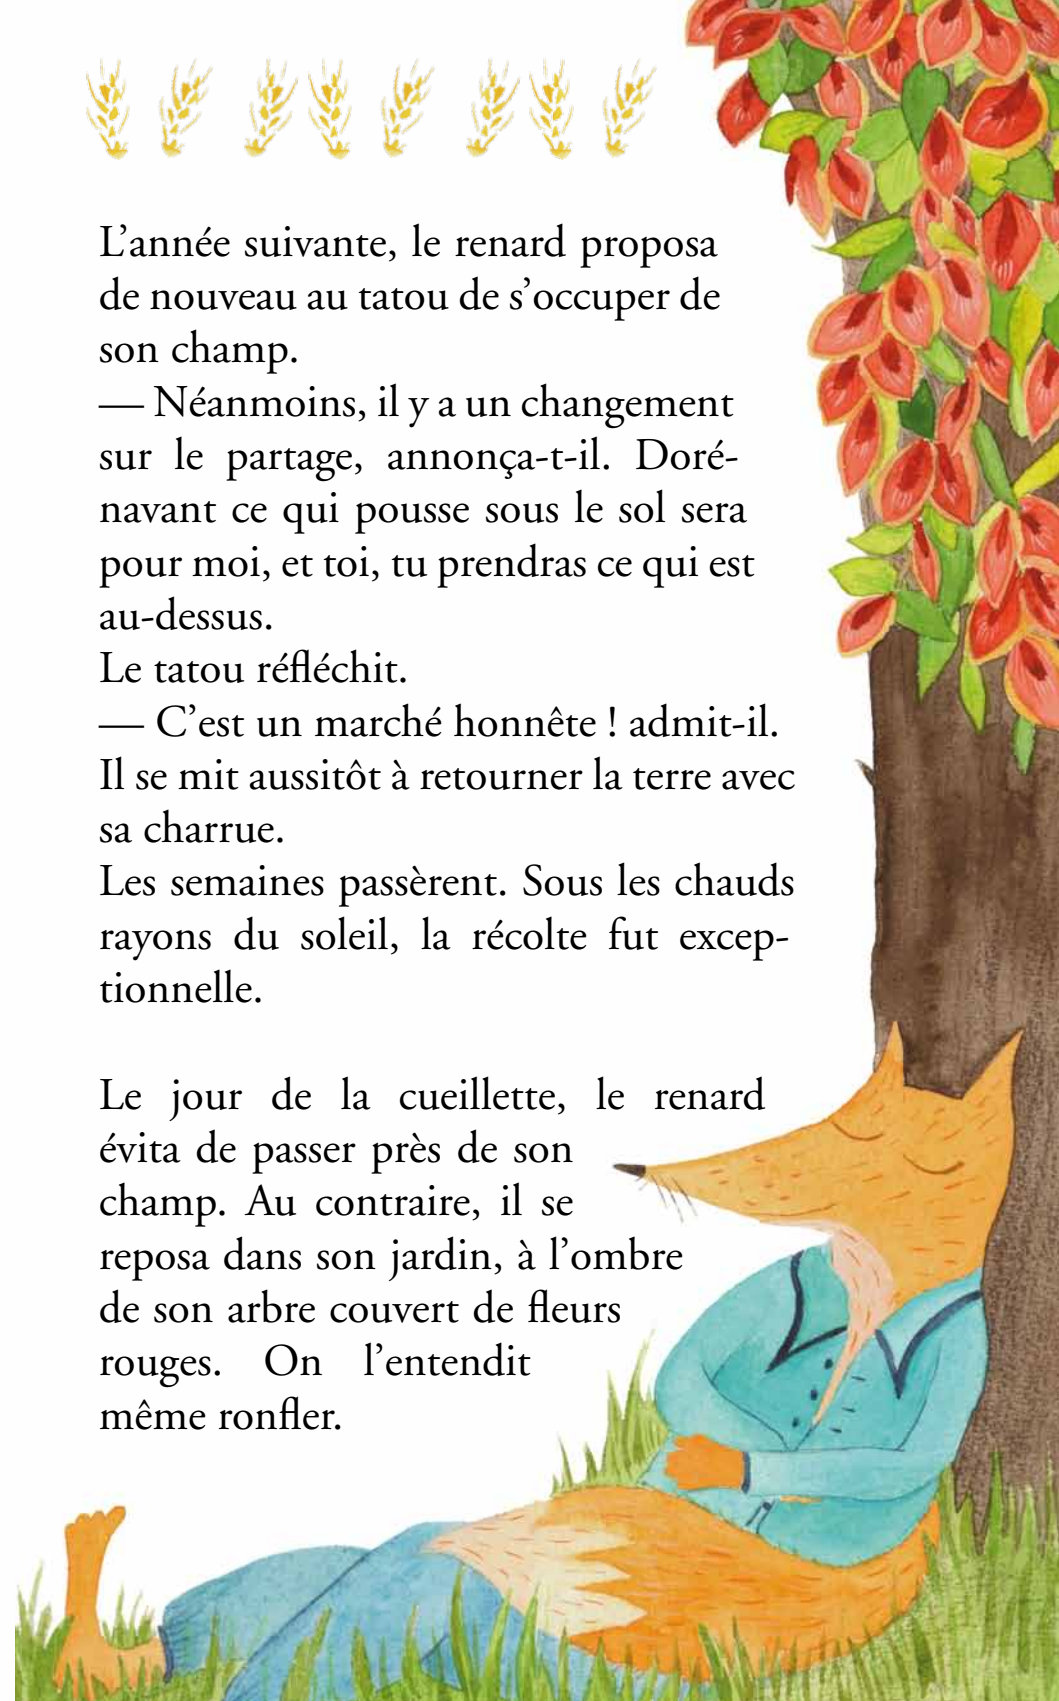 L’année suivante, le renard proposa
de nouveau au tatou de s’occuper de
son champ.
— Néanmoins, il y a un changement
sur le partage, annonça-t-il. Doré-
navant ce qui pousse sous le sol sera
pour moi, et toi, tu prendras ce qui est
au-dessus.
Le tatou réfléchit.
— C’est un marché honnête ! admit-il.
Il se mit aussitôt à retourner la terre avec
sa charrue.
Les semaines passèrent. Sous les chauds
rayons du soleil, la récolte fut excep-
tionnelle.
Le jour de la cueillette, le renard
évita de passer près de son
champ. Au contraire, il se
reposa dans son jardin, à l’ombre
de son arbre couvert de fleurs
rouges. On l’entendit
même ronfler.